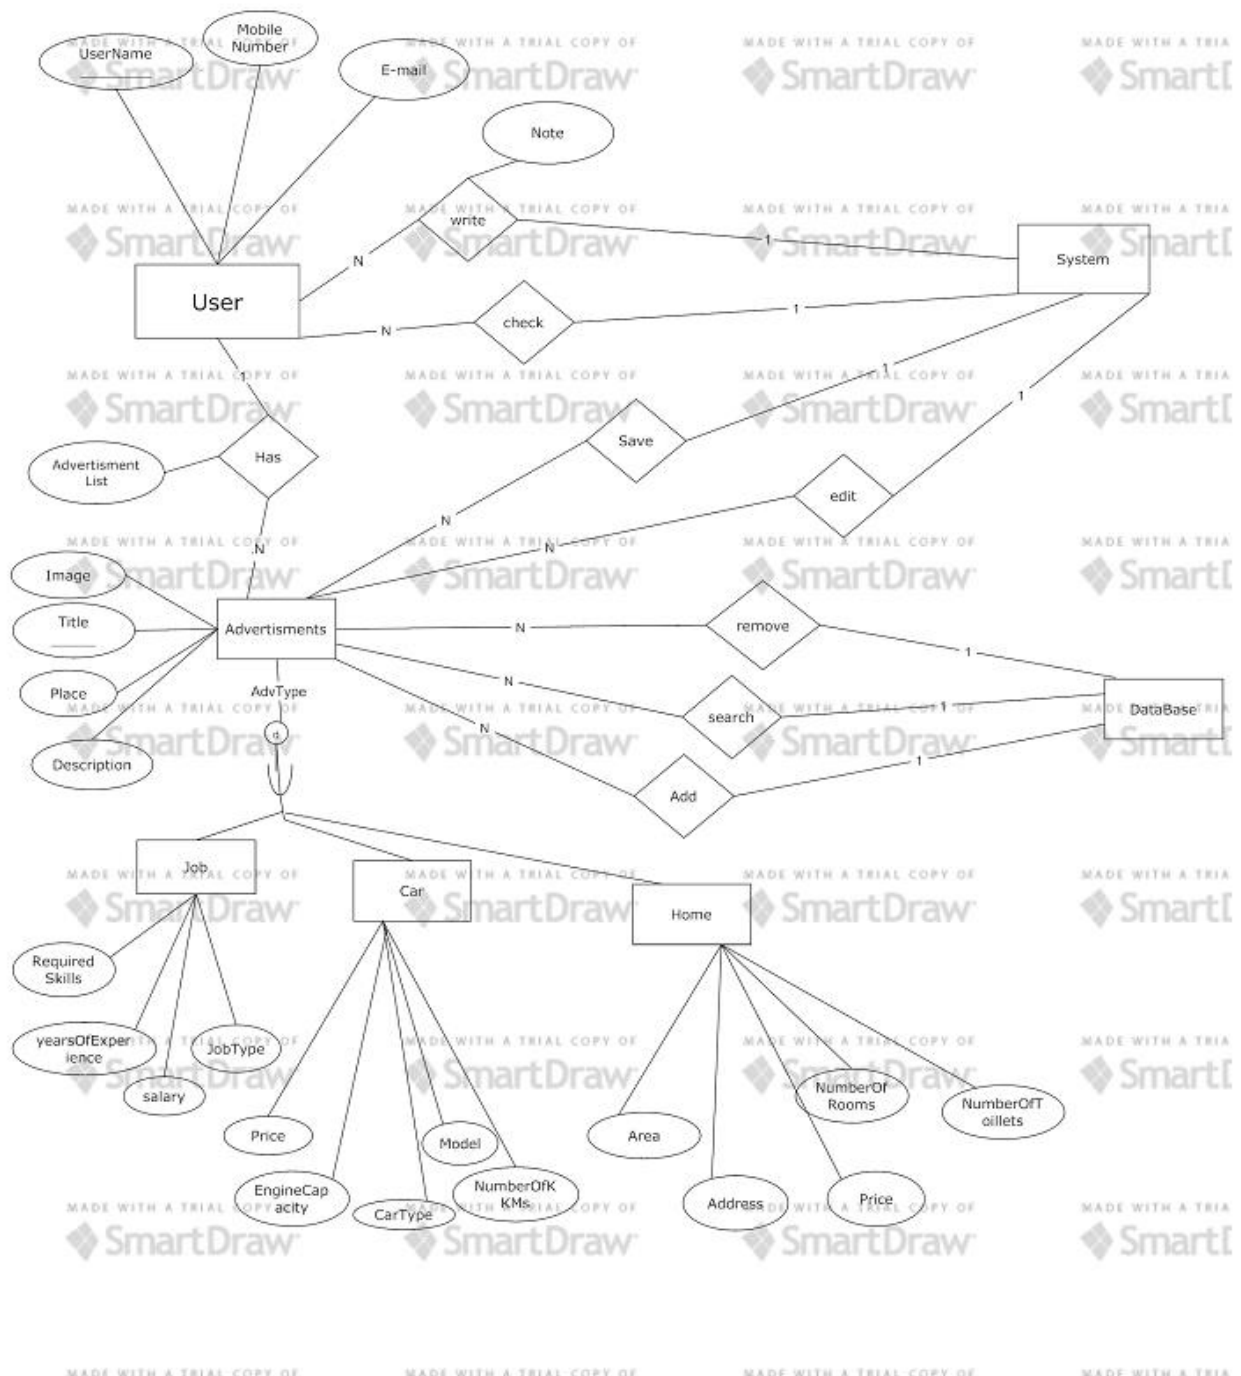 Mobile
Number
UserName
E-mail
Note
write
N
1
System
User
check
N
1
1
1
1
Save
Has
Advertisment
List
edit
N
N
N
Image
Title
Advertisments
N
remove
1
Place
AdvType
N
search
1
DataBase
N
d
Description
1
Add
Job
Car
Home
Required
Skills
yearsOfExper
ience
JobType
salary
Price
Model
EngineCap
acity
CarType
NumberOfK
KMs
Area
NumberOf
Rooms
NumberOfT
oillets
Address
Price
MADE WITH A TRIAL COPY OF
SmartDraw